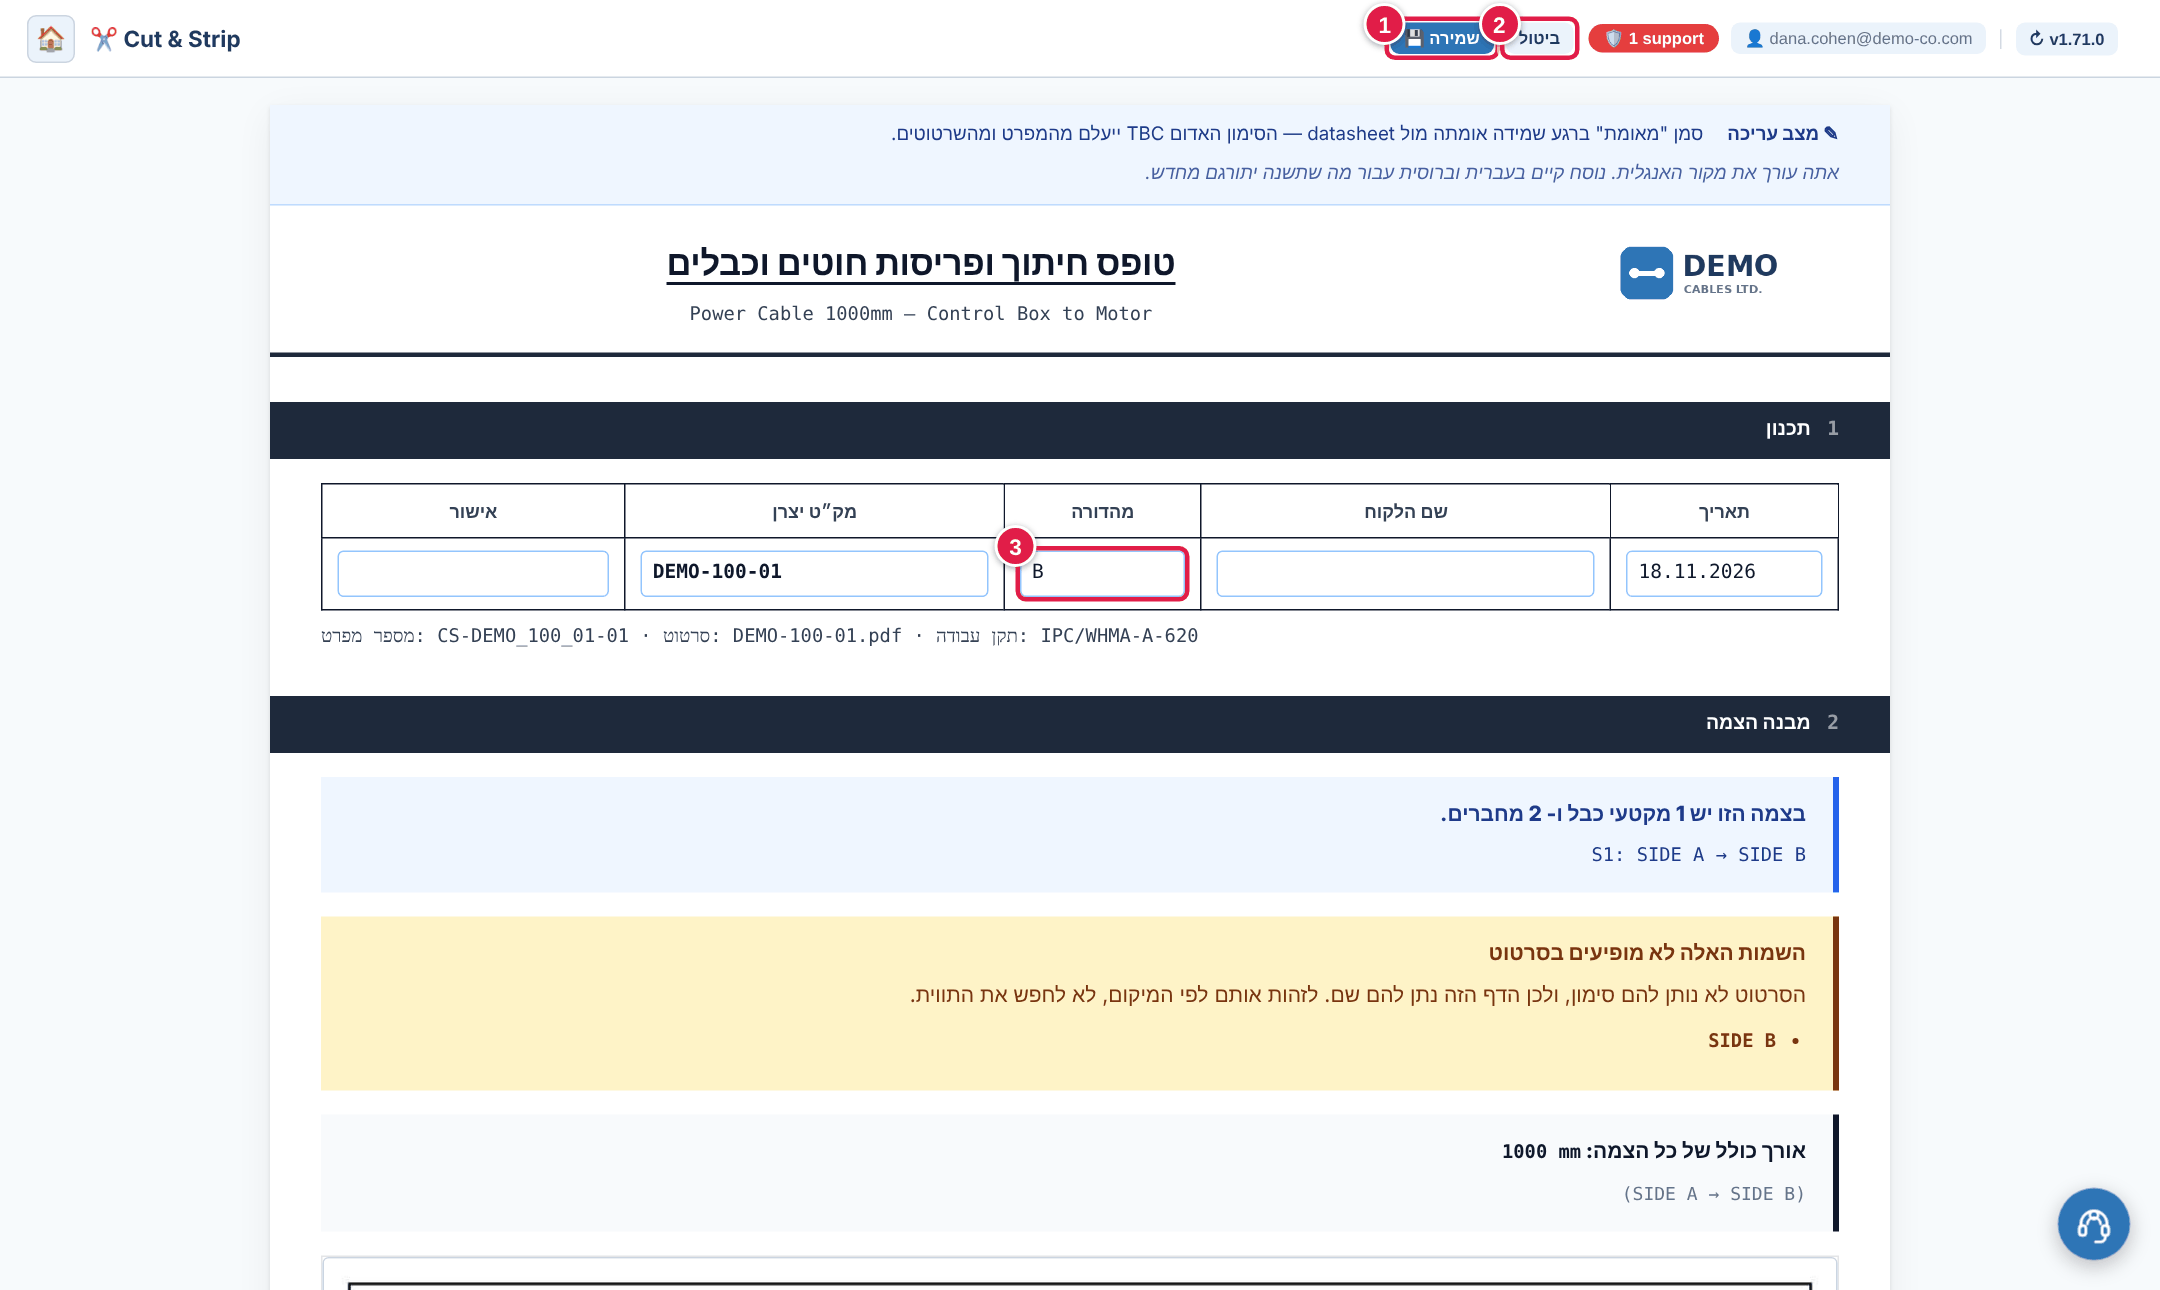 Cut & Strip
1
שמירה
2
ביטול
1 support
dana.cohen@demo-co.com
v1.71.0
✎ מצב עריכה סמן "מאומת" ברגע שמידה אומתה מול datasheet — הסימון האדום TBC ייעלם מהמפרט ומהשרטוטים.
אתה עורך את מקור האנגלית. נוסח קיים בעברית וברוסית עבור מה שתשנה יתורגם מחדש.
DEMO
CABLES LTD.
טופס חיתוך ופריסות חוטים וכבלים
Power Cable 1000mm — Control Box to Motor
1 תכנון
תאריך
שם הלקוח
מהדורה
מק״ט יצרן
אישור
18.11.2026
3
B
DEMO-100-01
מספר מפרט: CS-DEMO_100_01-01 · סרטוט: DEMO-100-01.pdf · תקן עבודה: IPC/WHMA-A-620
2 מבנה הצמה
בצמה הזו יש 1 מקטעי כבל ו- 2 מחברים.
S1: SIDE A → SIDE B
השמות האלה לא מופיעים בסרטוט
הסרטוט לא נותן להם סימון, ולכן הדף הזה נתן להם שם. לזהות אותם לפי המיקום, לא לחפש את התווית.
• SIDE B
אורך כולל של כל הצמה: 1000 mm
(SIDE A → SIDE B)